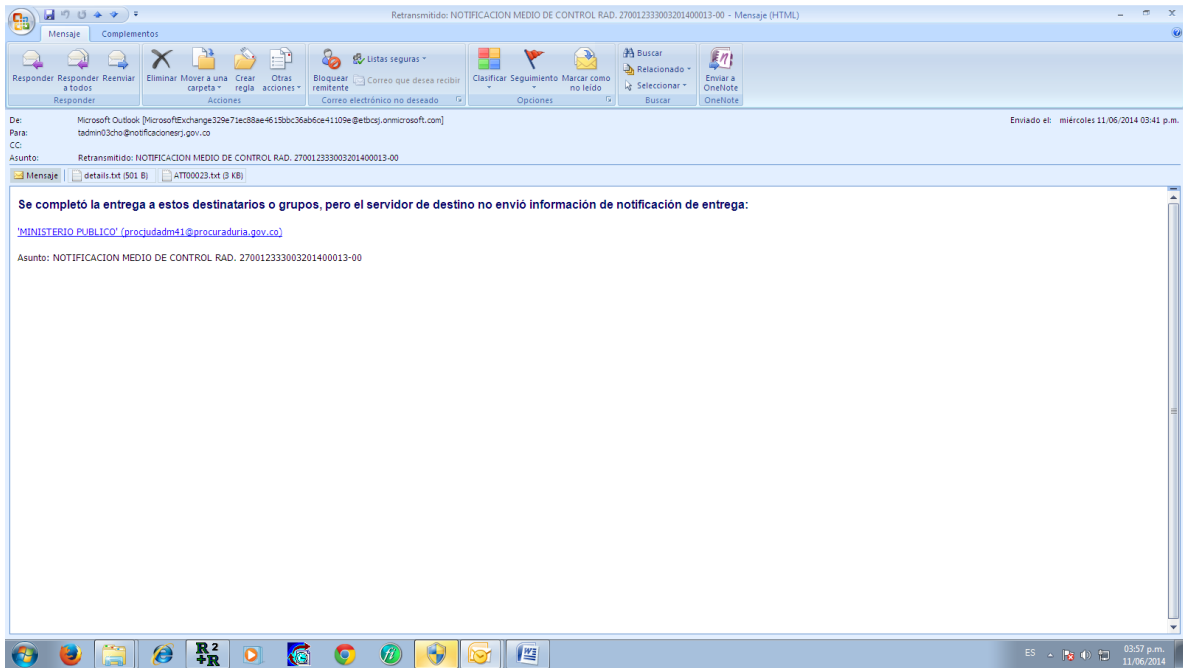 Retransmitido: NOTIFICACION MEDIO DE CONTROL RAD. 270012333003201400013-00 - Mensaje (HTML)
Mensaje Complementos
Responder Responder a todos Reenviar
Eliminar Mover a una carpeta Crear regla Otras acciones
Bloquear remitente Listas seguras Correo que desea recibir
Clasificar Seguimiento Marcar como no leído
Buscar Relacionado Seleccionar
Enviar a OneNote
Responder Acciones Correo electrónico no deseado Opciones Buscar OneNote
De: Microsoft Outlook [MicrosoftExchange329e71ec88ae4615bbc36ab6ce41109e@etbcsj.onmicrosoft.com] Enviado el: miércoles 11/06/2014 03:41 p.m.
Para: tadmin03cho@notificacionesrj.gov.co
CC:
Asunto: Retransmitido: NOTIFICACION MEDIO DE CONTROL RAD. 270012333003201400013-00
Mensaje details.txt (501 B) ATT00023.txt (3 KB)
Se completó la entrega a estos destinatarios o grupos, pero el servidor de destino no envió información de notificación de entrega:
'MINISTERIO PUBLICO' (procjudadm41@procuraduria.gov.co)
Asunto: NOTIFICACION MEDIO DE CONTROL RAD. 270012333003201400013-00
R2+R
ES 03:57 p.m.
11/06/2014